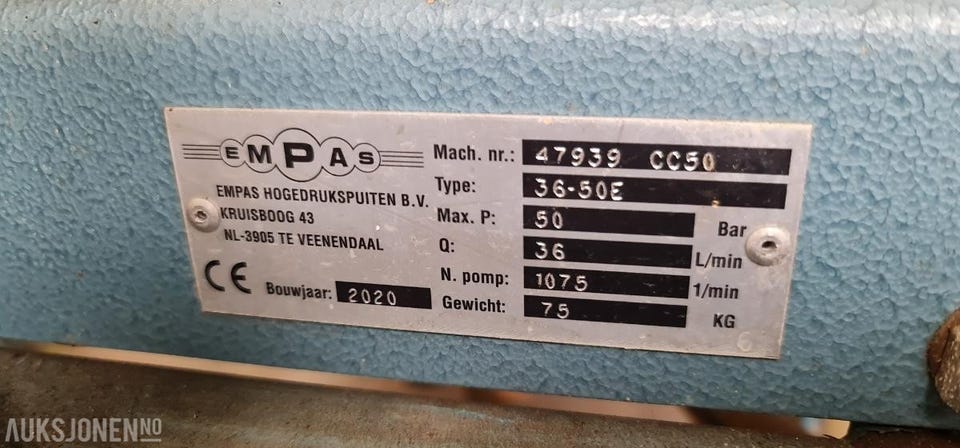 EMPAS
EMPAS HOGEDRUKSPUITEN B.V.
KRUISBOOG 43
NL-3905 TE VEENENDAAL
CE
Bouwjaar: 2020
Mach. nr.: 47939 CC50
Type: 36-50E
Max. P: 50 Bar
Q: 36 L/min
N. pomp: 1075 1/min
Gewicht: 75 KG
6
AUKSJONEN.NO